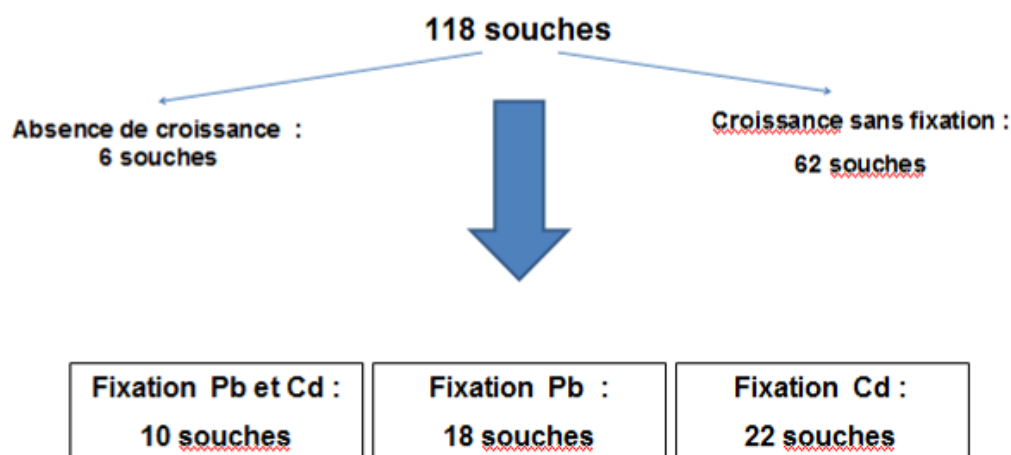 118 souches
Absence de croissance :
6 souches
Croissance sans fixation :
62 souches
Fixation Pb et Cd :
10 souches
Fixation Pb :
18 souches
Fixation Cd :
22 souches